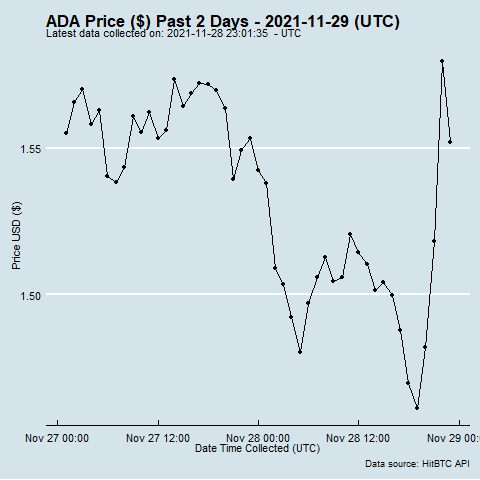 ADA Price ($) Past 2 Days - 2021-11-29 (UTC)
Latest data collected on: 2021-11-28 23:01:35 - UTC
1.55
Price USD ($)
1.50
Nov 27 00:00 Nov 27 12:00 Nov 28 00:00 Nov 28 12:00 Nov 29 00
Date Time Collected (UTC)
Data source: HitBTC API